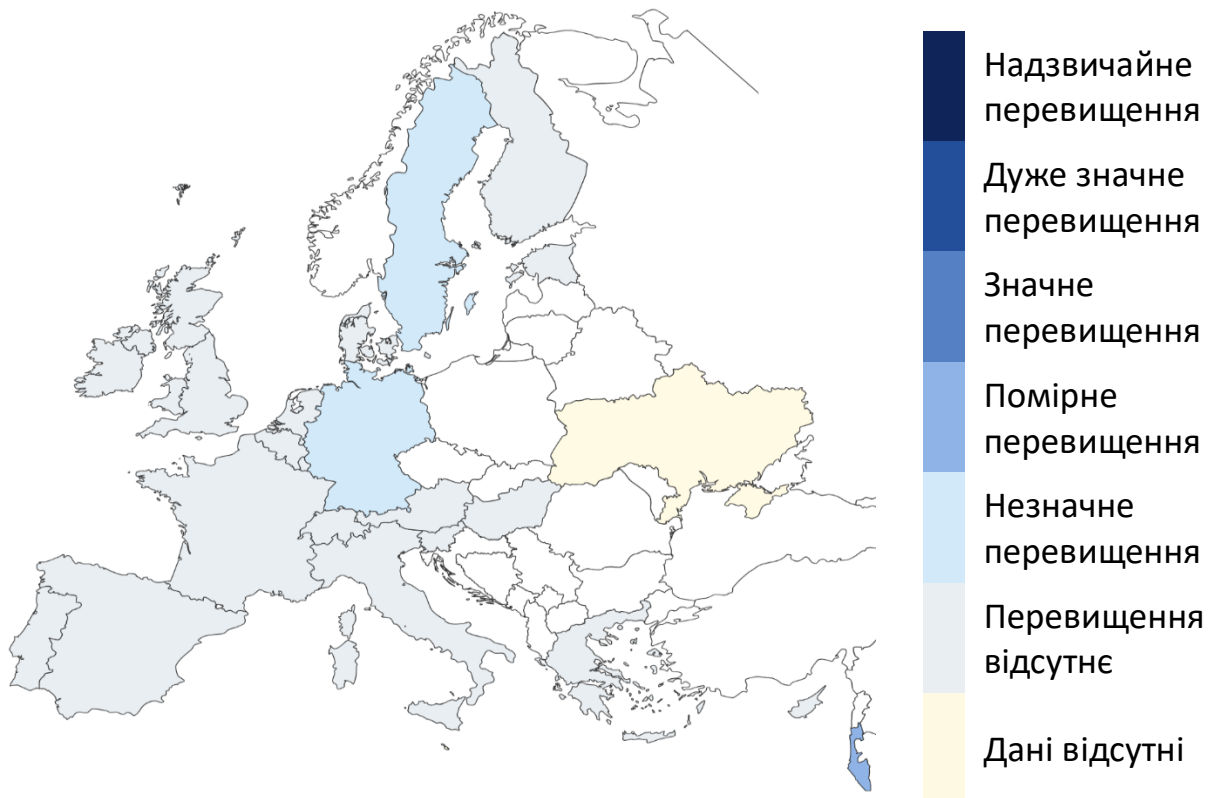 Надзвичайне
перевищення
Дуже значне
перевищення
Значне
перевищення
Помірне
перевищення
Незначне
перевищення
Перевищення
відсутнє
Дані відсутні